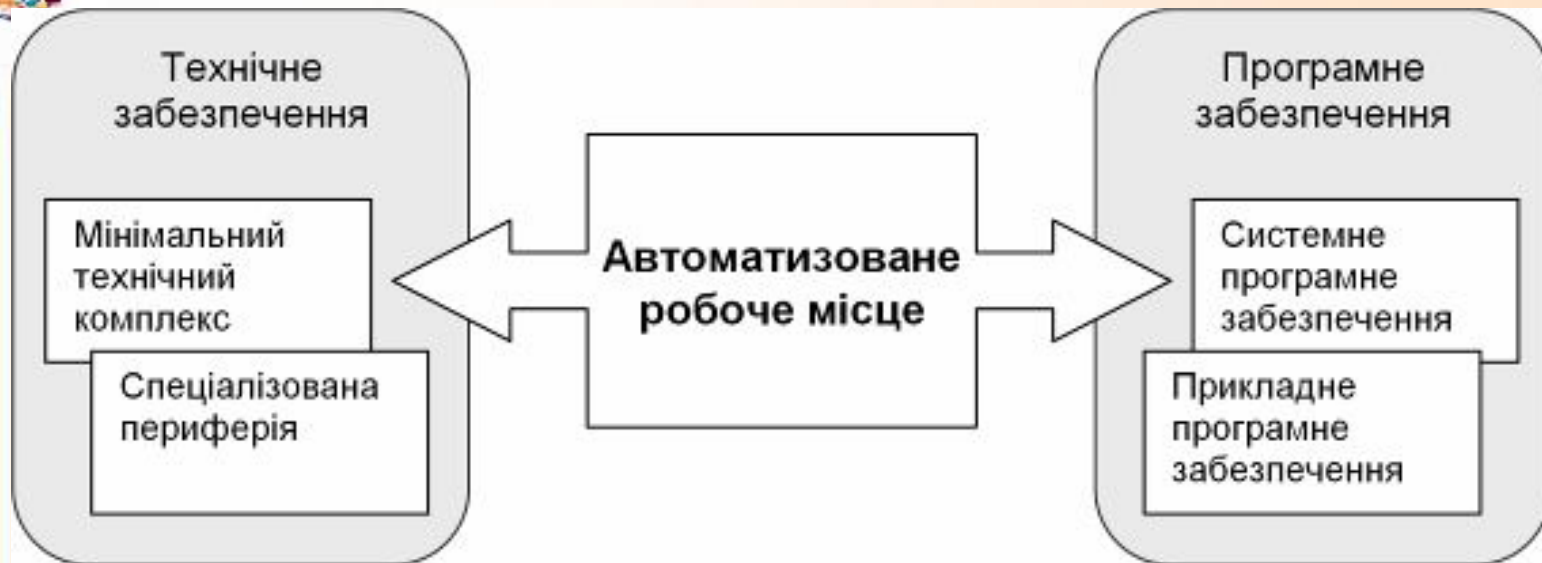 Технічне
забезпечення
Мінімальний
технічний
комплекс
Спеціалізована
периферія
Автоматизоване
робоче місце
Програмне
забезпечення
Системне
програмне
забезпечення
Прикладне
програмне
забезпечення